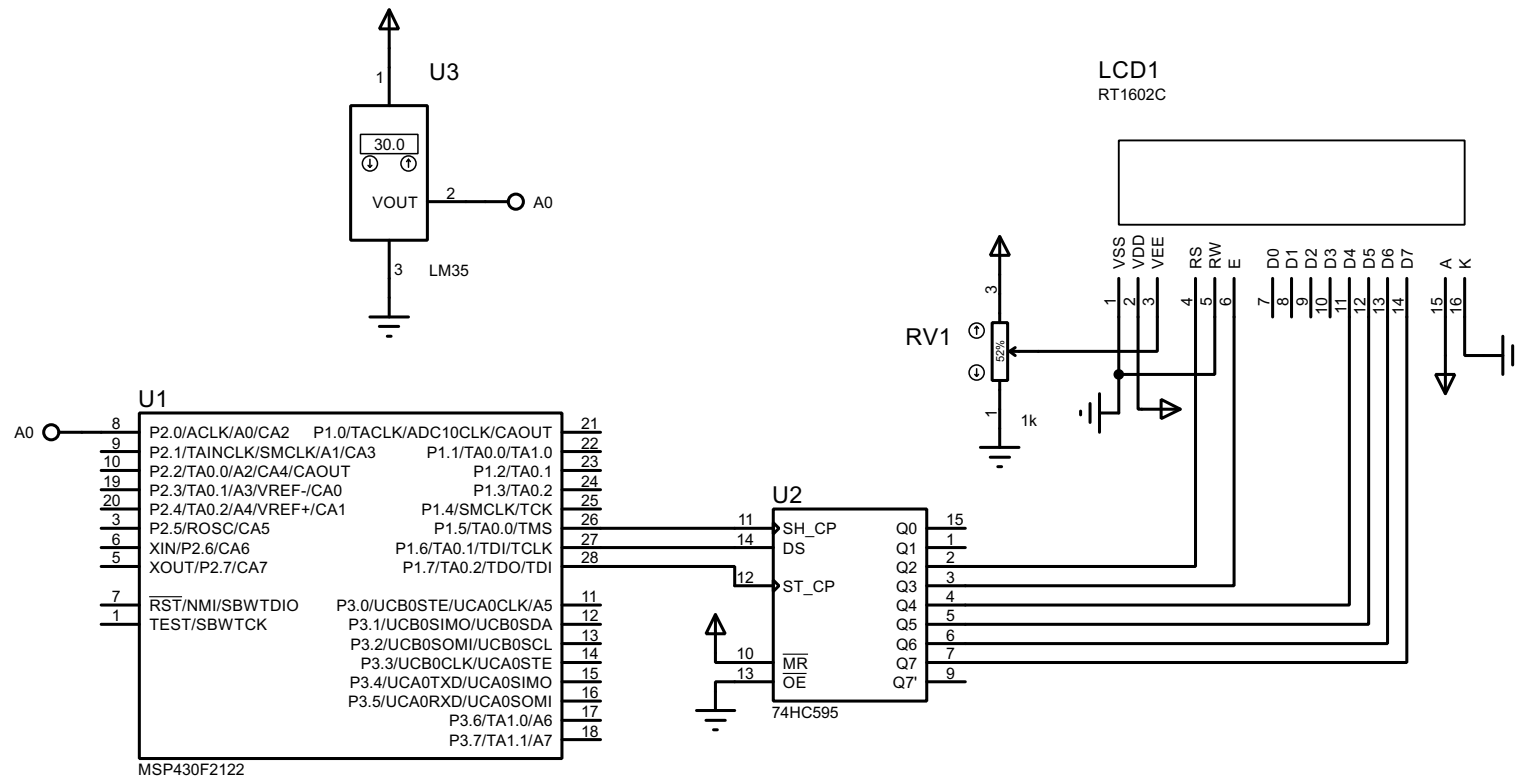 U3
1
30.0
VOUT
2
A0
3
LM35
LCD1
RT1602C
VSS
VDD
VEE
RS
RW
E
D0
D1
D2
D3
D4
D5
D6
D7
A
K
1
2
3
4
5
6
7
8
9
10
11
12
13
14
15
16
RV1
3
52%
1
1k
U1
A0
8 P2.0/ACLK/A0/CA2 P1.0/TACLK/ADC10CLK/CAOUT 21
9 P2.1/TAINCLK/SMCLK/A1/CA3 P1.1/TA0.0/TA1.0 22
10 P2.2/TA0.0/A2/CA4/CAOUT P1.2/TA0.1 23
19 P2.3/TA0.1/A3/VREF-/CA0 P1.3/TA0.2 24
20 P2.4/TA0.2/A4/VREF+/CA1 P1.4/SMCLK/TCK 25
3 P2.5/ROSC/CA5 P1.5/TA0.0/TMS 26
6 XIN/P2.6/CA6 P1.6/TA0.1/TDI/TCLK 27
5 XOUT/P2.7/CA7 P1.7/TA0.2/TDO/TDI 28
7 RST/NMI/SBWTDIO P3.0/UCB0STE/UCA0CLK/A5 11
1 TEST/SBWTCK P3.1/UCB0SIMO/UCB0SDA 12
P3.2/UCB0SOMI/UCB0SCL 13
P3.3/UCB0CLK/UCA0STE 14
P3.4/UCA0TXD/UCA0SIMO 15
P3.5/UCA0RXD/UCA0SOMI 16
P3.6/TA1.0/A6 17
P3.7/TA1.1/A7 18
MSP430F2122
U2
11 SH_CP Q0 15
14 DS Q1 1
Q2 2
12 ST_CP Q3 3
Q4 4
Q5 5
Q6 6
10 MR Q7 7
13 OE Q7' 9
74HC595